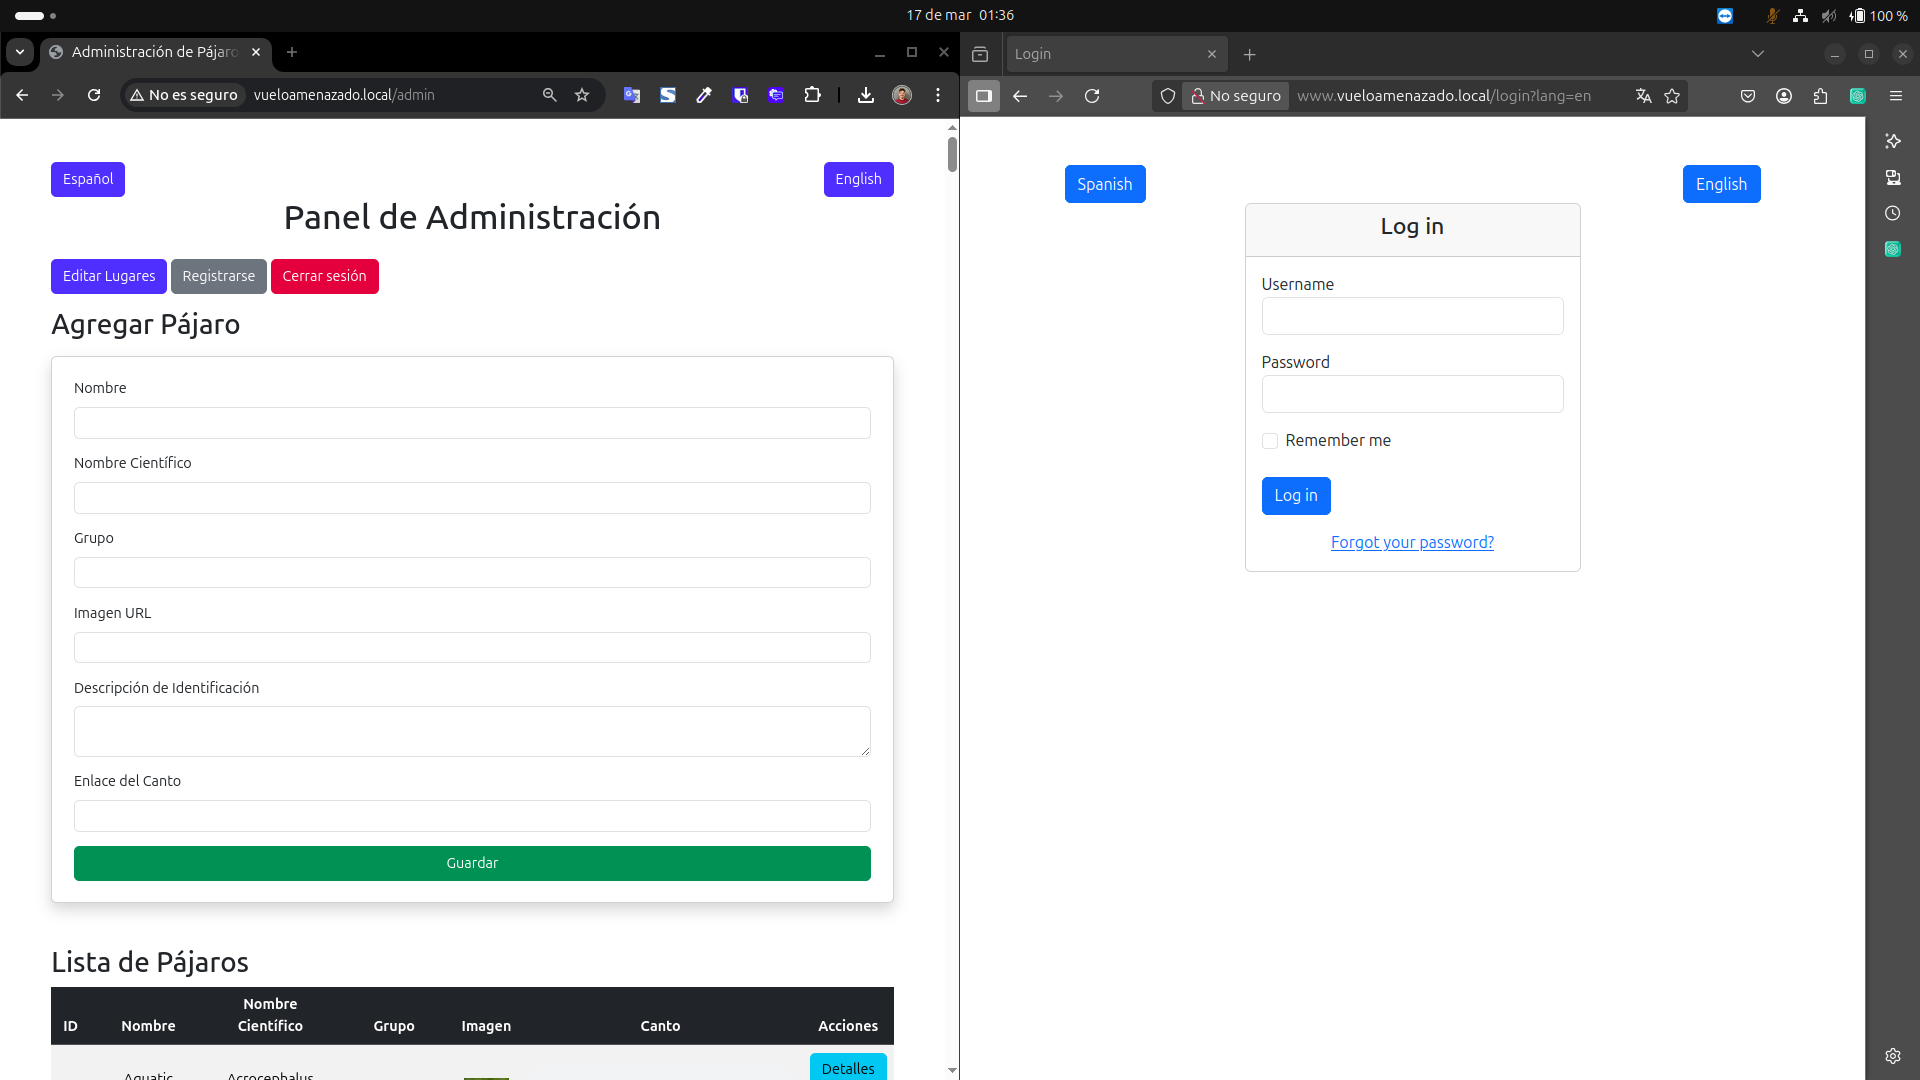 17 de mar 01:36
100 %
Administración de Pájaro
No es seguro
vueloamenazado.local/admin
Español
English
Panel de Administración
Editar Lugares
Registrarse
Cerrar sesión
Agregar Pájaro
Nombre
Nombre Científico
Grupo
Imagen URL
Descripción de Identificación
Enlace del Canto
Guardar
Lista de Pájaros
ID
Nombre
Nombre Científico
Grupo
Imagen
Canto
Acciones
Aquatic
Acrocephalus
Detalles
Login
No seguro
www.vueloamenazado.local/login?lang=en
Spanish
English
Log in
Username
Password
Remember me
Log in
Forgot your password?